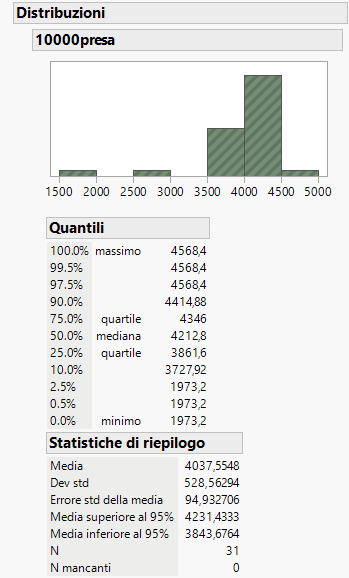 Distribuzioni
10000presa
1500 2000 2500 3000 3500 4000 4500 5000
Quantili
100.0% massimo 4568,4
99.5% 4568,4
97.5% 4568,4
90.0% 4414,88
75.0% quartile 4346
50.0% mediana 4212,8
25.0% quartile 3861,6
10.0% 3727,92
2.5% 1973,2
0.5% 1973,2
0.0% minimo 1973,2
Statistiche di riepilogo
Media 4037,5548
Dev std 528,56294
Errore std della media 94,932706
Media superiore al 95% 4231,4333
Media inferiore al 95% 3843,6764
N 31
N mancanti 0